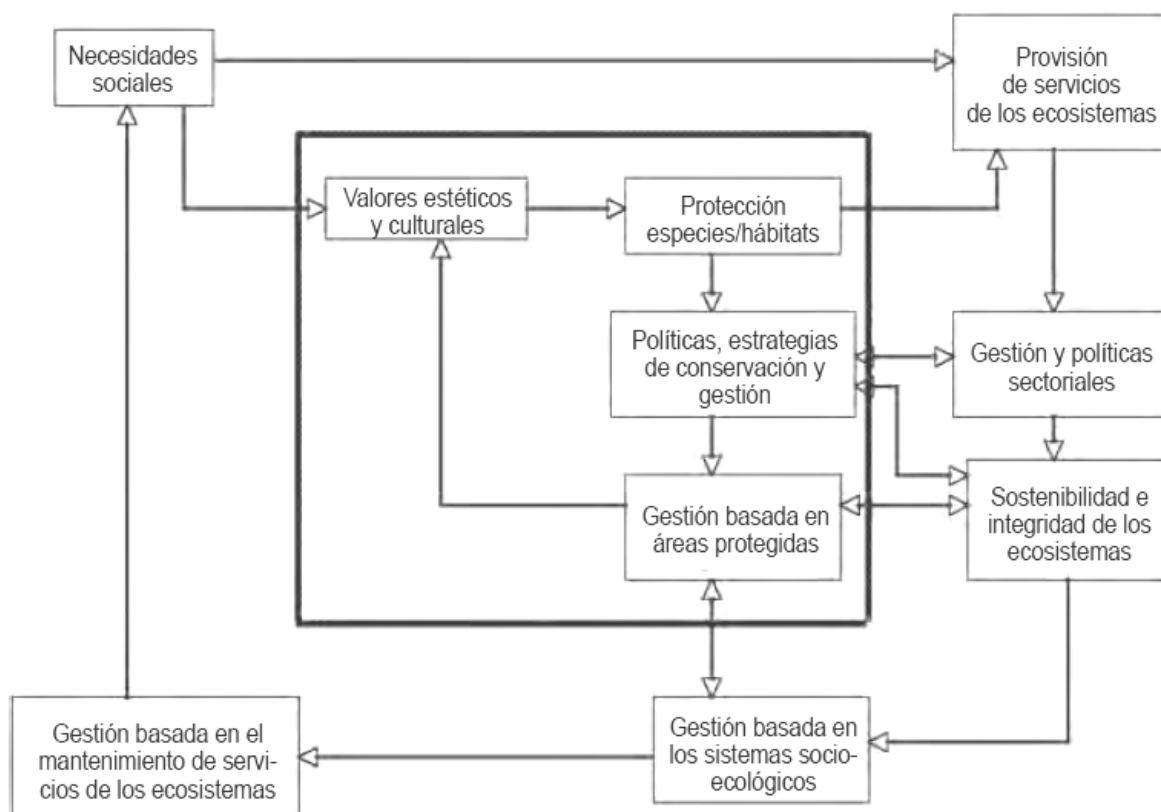 Necesidades
sociales
Provisión
de servicios
de los ecosistemas
Valores estéticos
y culturales
Protección
especies/hábitats
Políticas, estrategias
de conservación y
gestión
Gestión y políticas
sectoriales
Gestión basada en
áreas protegidas
Sostenibilidad e
integridad de los
ecosistemas
Gestión basada en el
mantenimiento de servi-
cios de los ecosistemas
Gestión basada en
los sistemas socio-
ecológicos